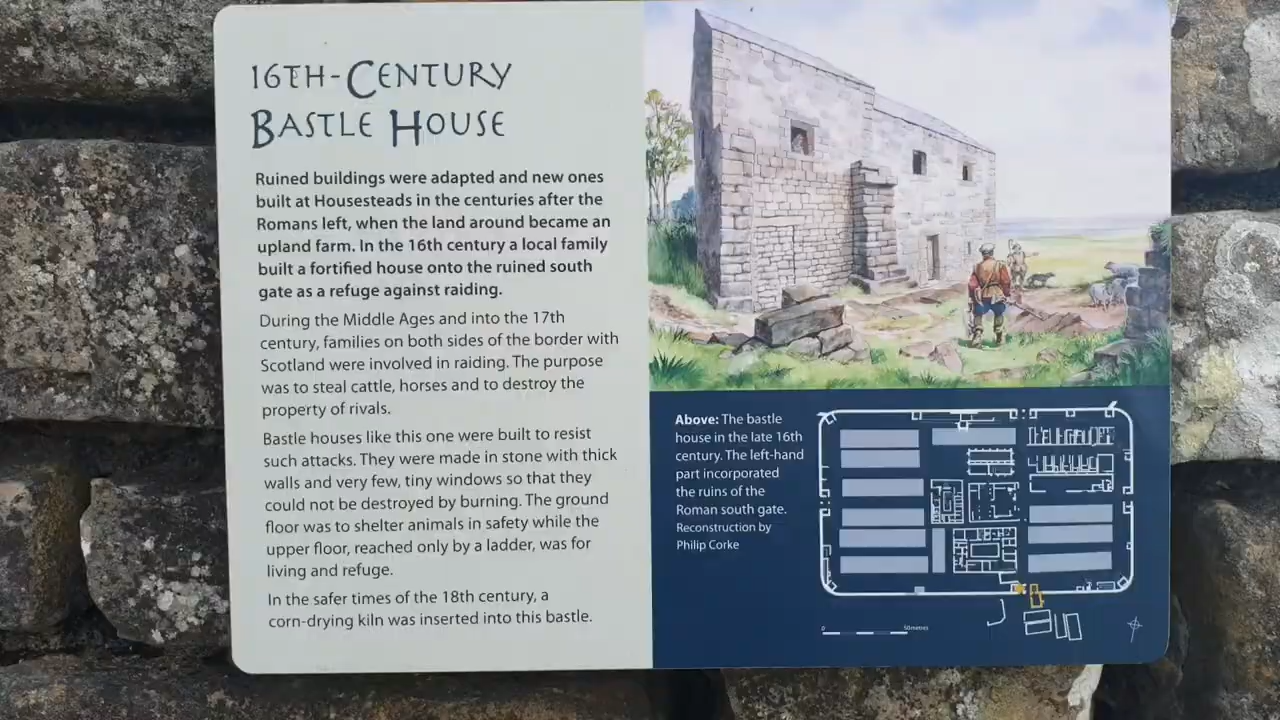 16TH-CENTURY
BASTLE HOUSE
Ruined buildings were adapted and new ones
built at Housesteads in the centuries after the
Romans left, when the land around became an
upland farm. In the 16th century a local family
built a fortified house onto the ruined south
gate as a refuge against raiding.
During the Middle Ages and into the 17th
century, families on both sides of the border with
Scotland were involved in raiding. The purpose
was to steal cattle, horses and to destroy the
property of rivals.
Bastle houses like this one were built to resist
such attacks. They were made in stone with thick
walls and very few, tiny windows so that they
could not be destroyed by burning. The ground
floor was to shelter animals in safety while the
upper floor, reached only by a ladder, was for
living and refuge.
In the safer times of the 18th century, a
corn-drying kiln was inserted into this bastle.
Above: The bastle
house in the late 16th
century. The left-hand
part incorporated
the ruins of the
Roman south gate.
Reconstruction by
Philip Corke
0 50metres